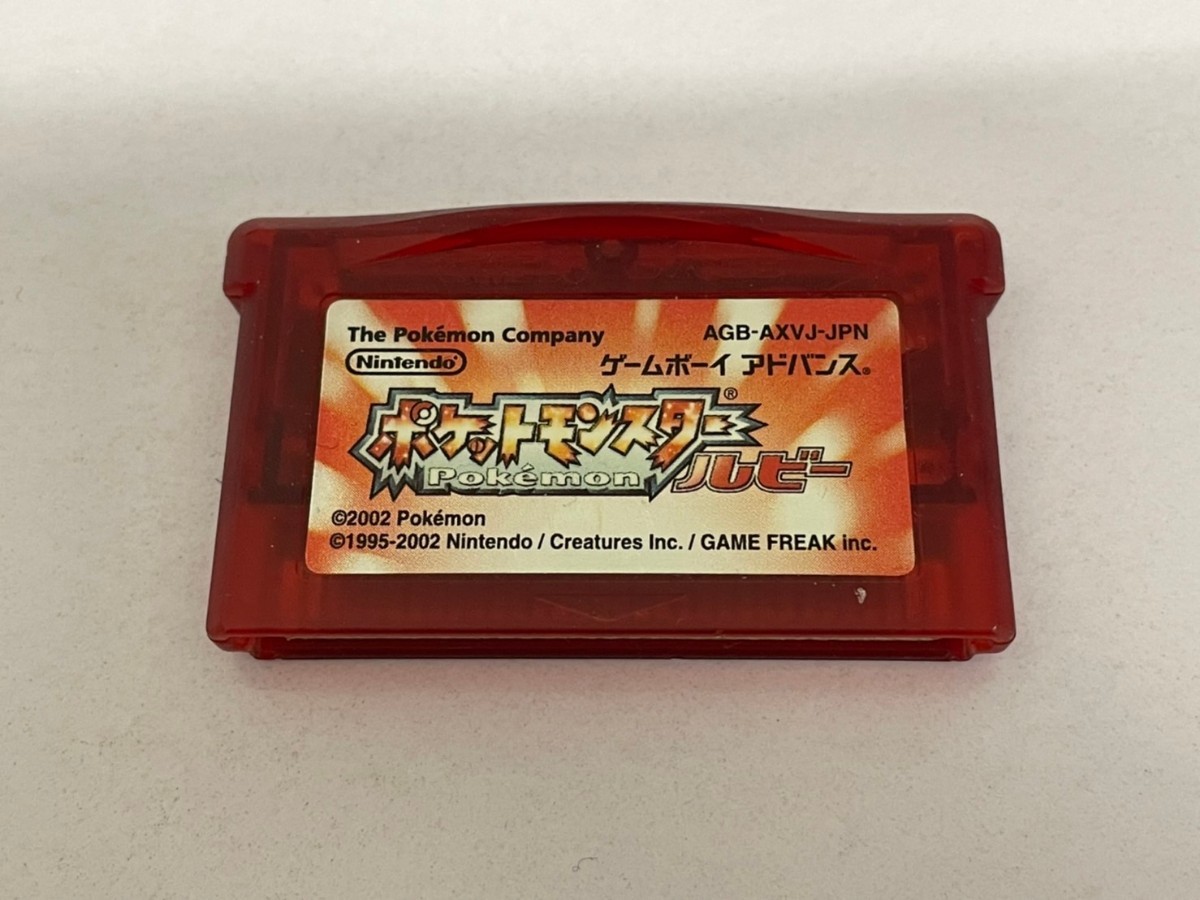 The Pokémon Company AGB-AXVJ-JPN
Nintendo® ゲームボーイ アドバンス®
ポケットモンスター®
Pokémon ルビー
©2002 Pokémon
©1995-2002 Nintendo / Creatures Inc. / GAME FREAK inc.